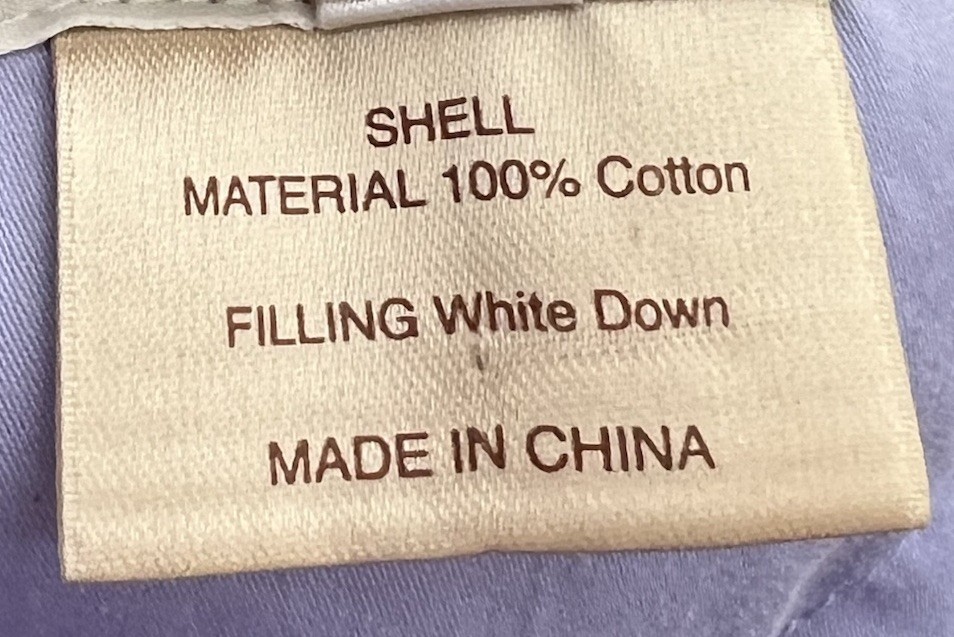 SHELL
MATERIAL 100% Cotton
FILLING White Down
MADE IN CHINA